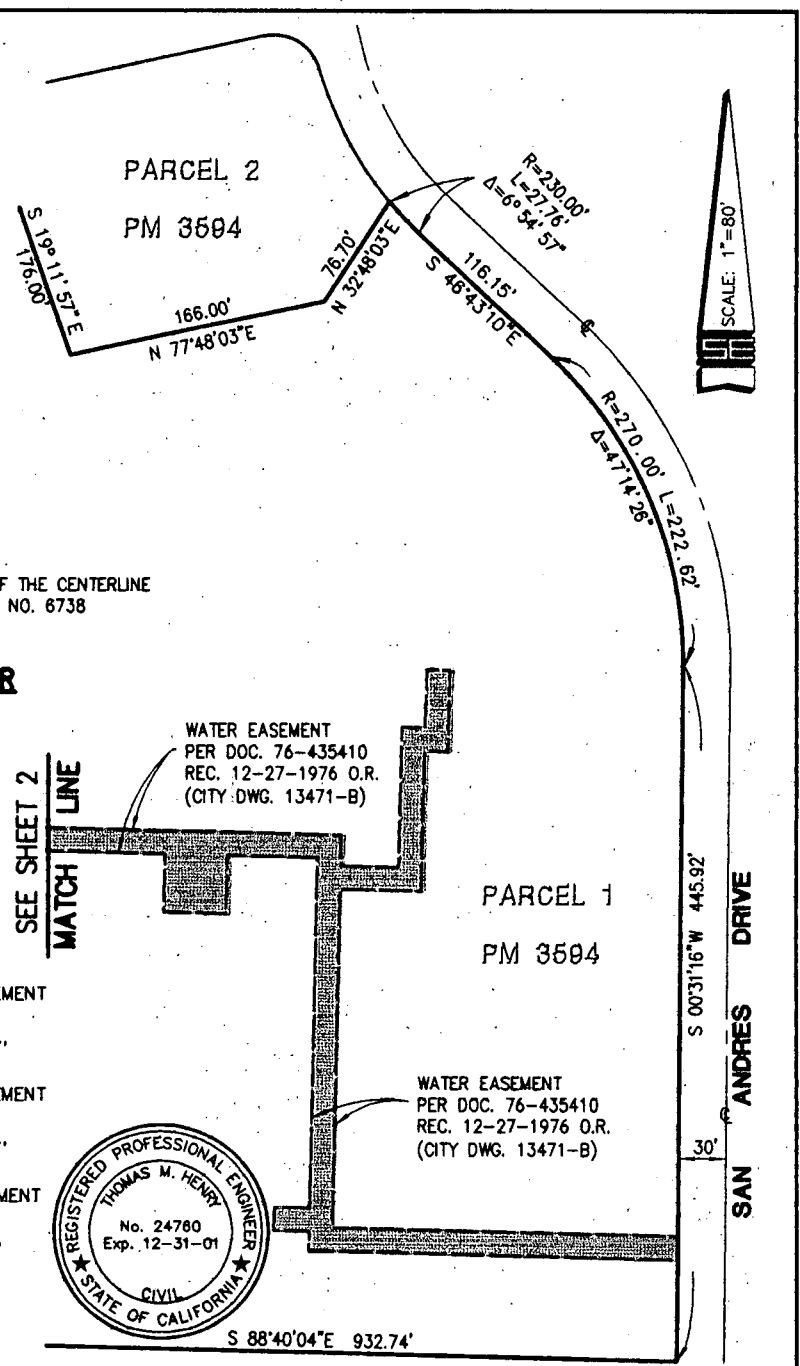 PARCEL 2
PM 3594
R=230.00'
L=27.76'
Δ=6°54'57"
S 19°11'57"E
176.00'
166.00'
N 77°48'03"E
76.70'
N 32°48'03"E
116.15'
S 46°43'10"E
SCALE: 1"=80'
R=270.00' L=222.62'
Δ=47°14'26"
F THE CENTERLINE
NO. 6738
R
WATER EASEMENT
PER DOC. 76-435410
REC. 12-27-1976 O.R.
(CITY DWG. 13471-B)
SEE SHEET 2
MATCH LINE
PARCEL 1
PM 3594
S 00°31'16"W 445.92'
SAN ANDRES DRIVE
30'
EMENT
EMENT
MENT
WATER EASEMENT
PER DOC. 76-435410
REC. 12-27-1976 O.R.
(CITY DWG. 13471-B)
REGISTERED PROFESSIONAL ENGINEER
THOMAS M. HENRY
No. 24760
Exp. 12-31-01
CIVIL
STATE OF CALIFORNIA
S 88°40'04"E 932.74'